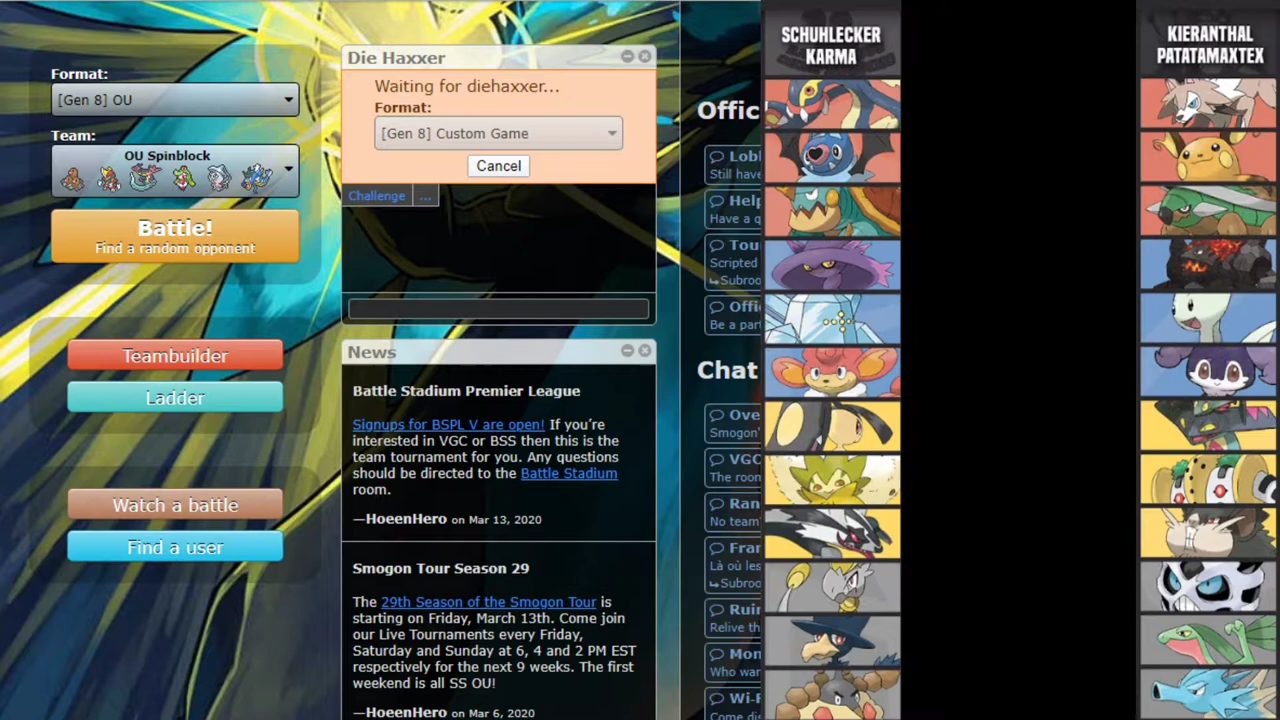 Format:
[Gen 8] OU
Team:
OU Spinblock
Battle!
Find a random opponent
Teambuilder
Ladder
Watch a battle
Find a user
Die Haxxer
Waiting for diehaxxer...
Format:
[Gen 8] Custom Game
Cancel
Challenge
...
News
Battle Stadium Premier League
Signups for BSPL V are open! If you're
interested in VGC or BSS then this is the
team tournament for you. Any questions
should be directed to the Battle Stadium
room.
—HoeenHero on Mar 13, 2020
Smogon Tour Season 29
The 29th Season of the Smogon Tour is
starting on Friday, March 13th. Come join
our Live Tournaments every Friday,
Saturday and Sunday at 6, 4 and 2 PM EST
respectively for the next 9 weeks. The first
weekend is all SS OU!
—HoeenHero on Mar 6, 2020
Offic
Lobb
Still have
Help
Have a q
Tou
Scripted
↳Subroo
Offi
Be a part
Chat
Ove
Smogon'
VGC
The room
Ran
No team
Fran
Là où les
↳Subroo
Ruin
Relive th
Mon
Who wan
Wi-F
Come dis
SCHUHLECKER
KARMA
KIERANTHAL
PATATAMAXTEX